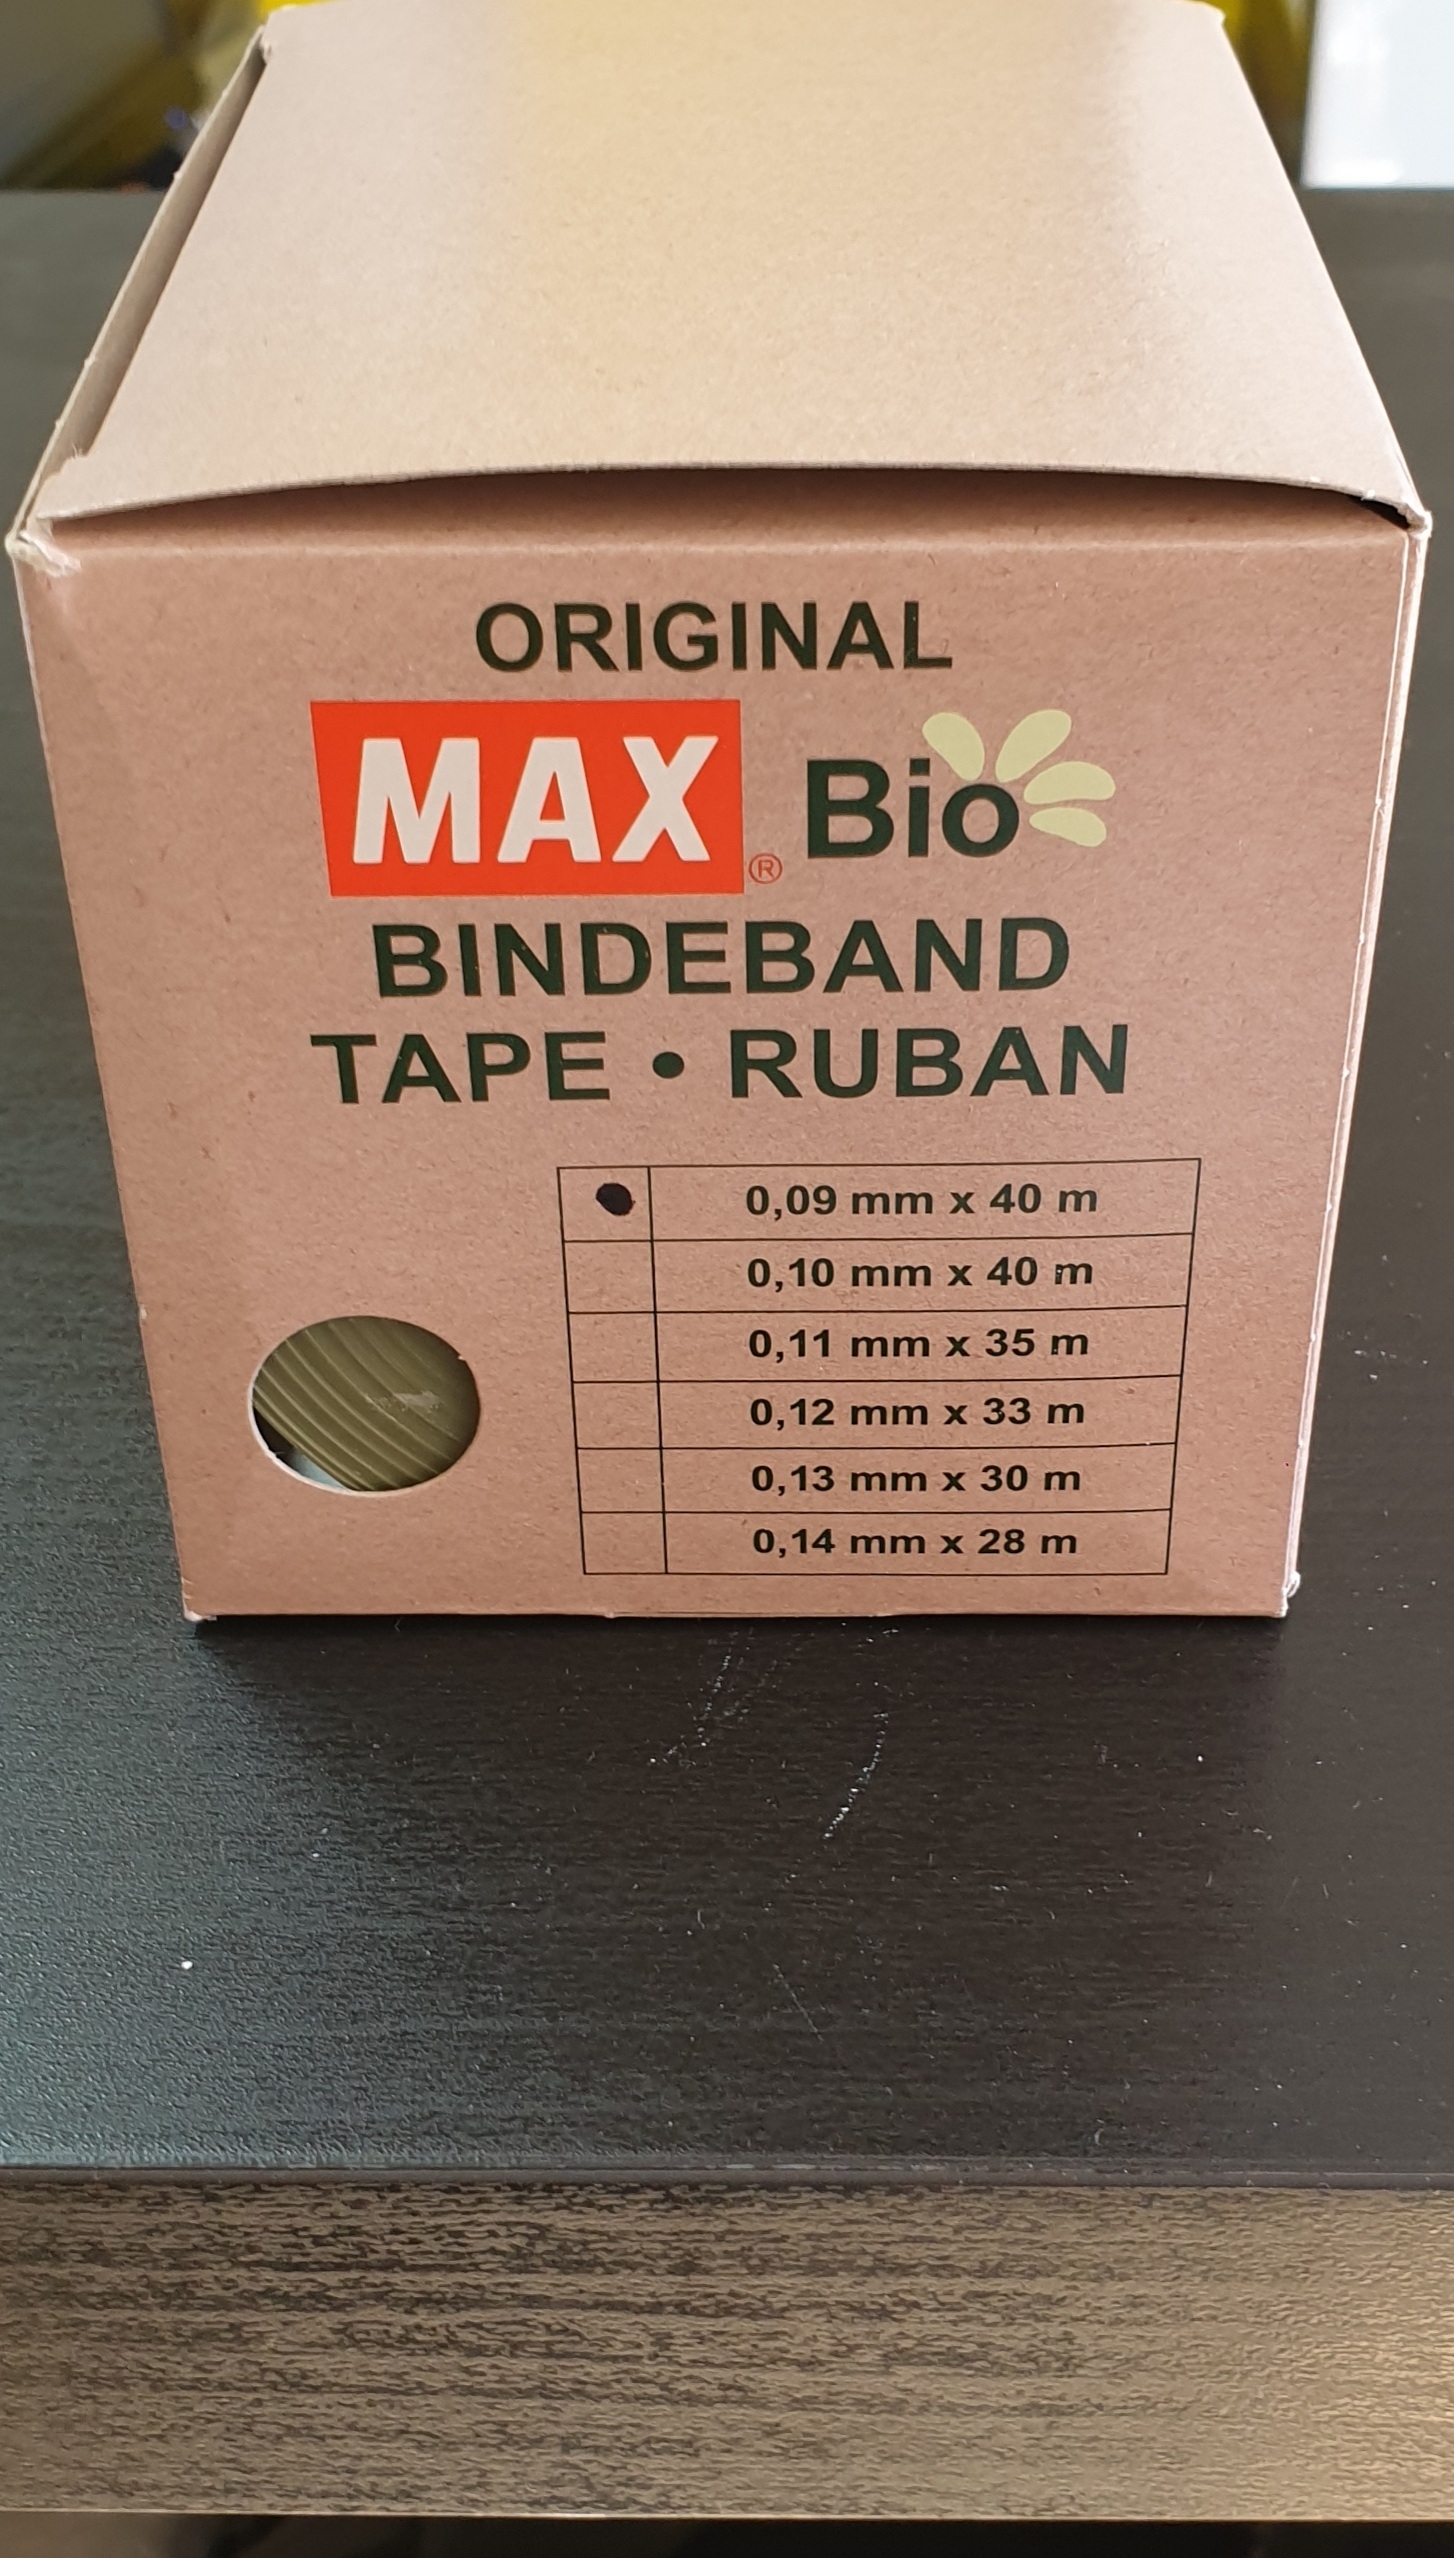 ORIGINAL
MAX® Bio
BINDEBAND
TAPE • RUBAN
0,09 mm x 40 m
0,10 mm x 40 m
0,11 mm x 35 m
0,12 mm x 33 m
0,13 mm x 30 m
0,14 mm x 28 m